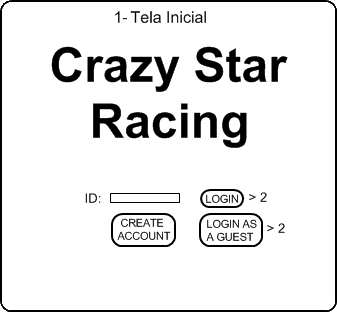 1- Tela Inicial
Crazy Star
Racing
ID: LOGIN > 2
CREATE
ACCOUNT
LOGIN AS
A GUEST > 2